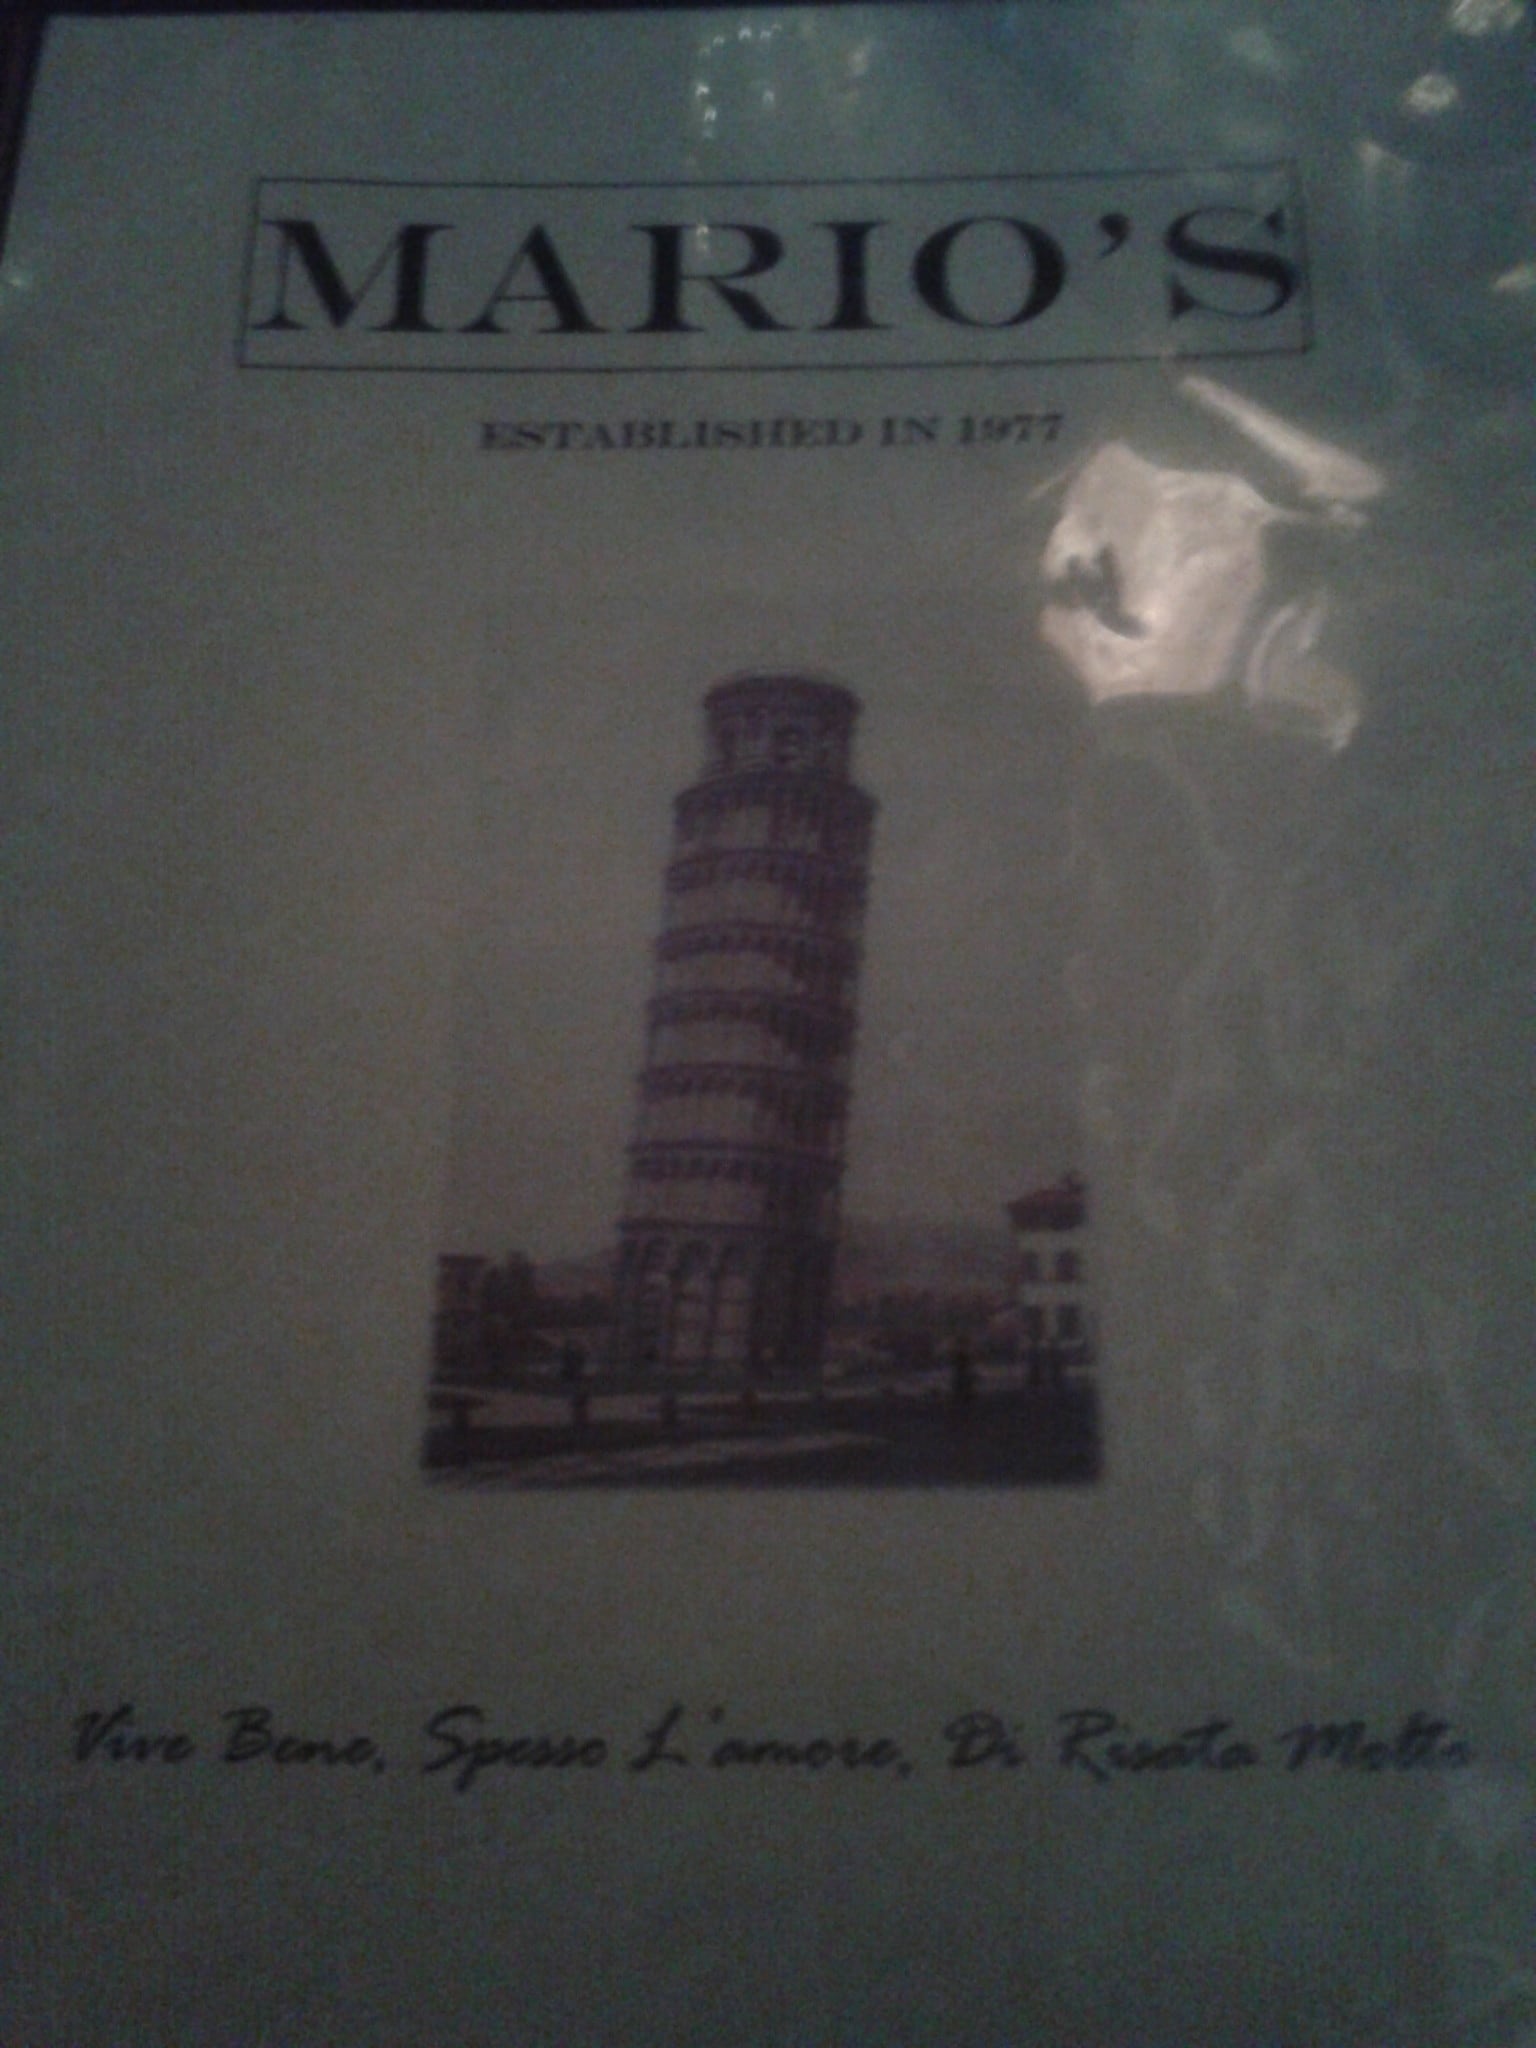 MARIO'S
ESTABLISHED IN 1977
Vive Bene, Spesso L'amore, Di Risata Molto